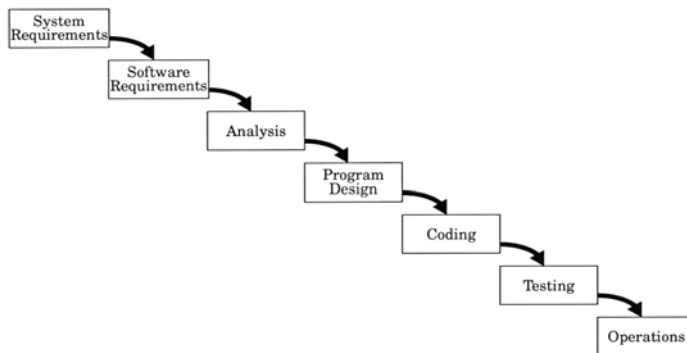 System
Requirements
Software
Requirements
Analysis
Program
Design
Coding
Testing
Operations